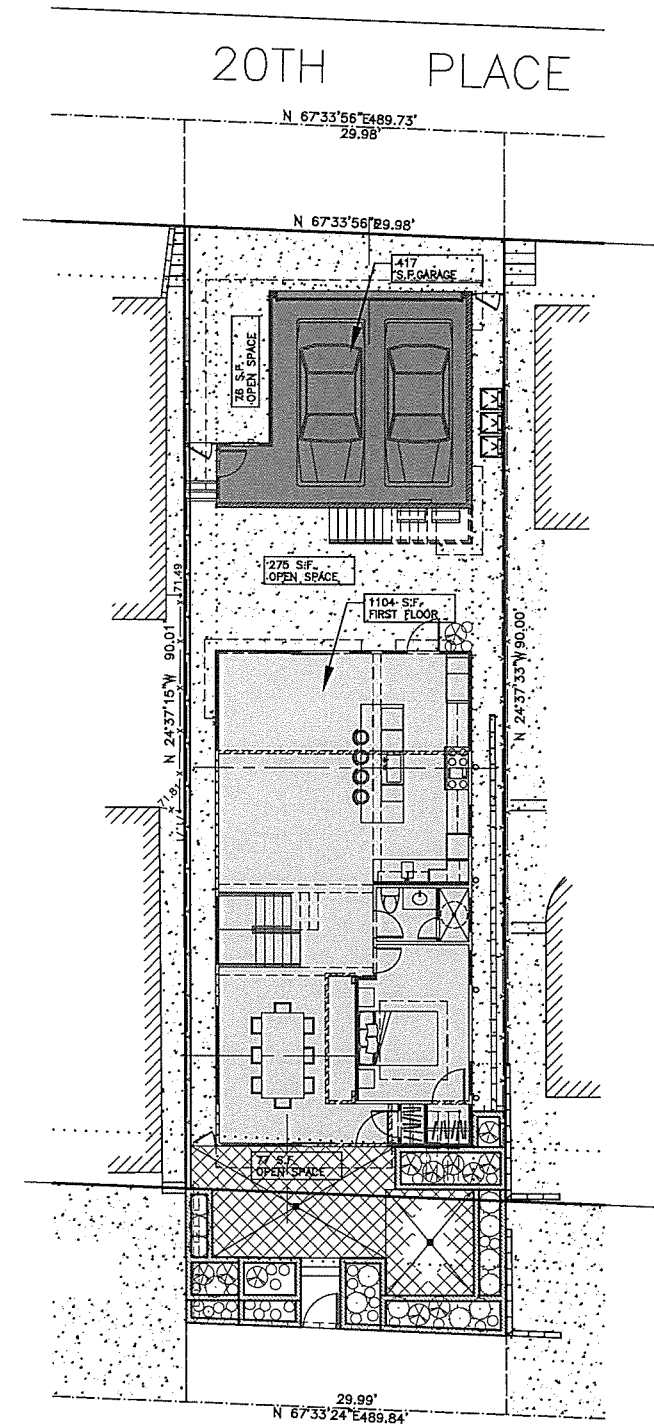 20TH PLACE
N 67°33'56"E489.73'
29.98'
N 67°33'56"E29.98'
417
S.F.GARAGE
78 S.F.
OPEN SPACE
275 S.F.
OPEN SPACE
1104 S.F.
FIRST FLOOR
71.49
N 24°37'15"W 90.01
N 24°37'33"W 90.00'
71.81
77 S.F.
OPEN SPACE
29.99'
N 67°33'24"E489.84'